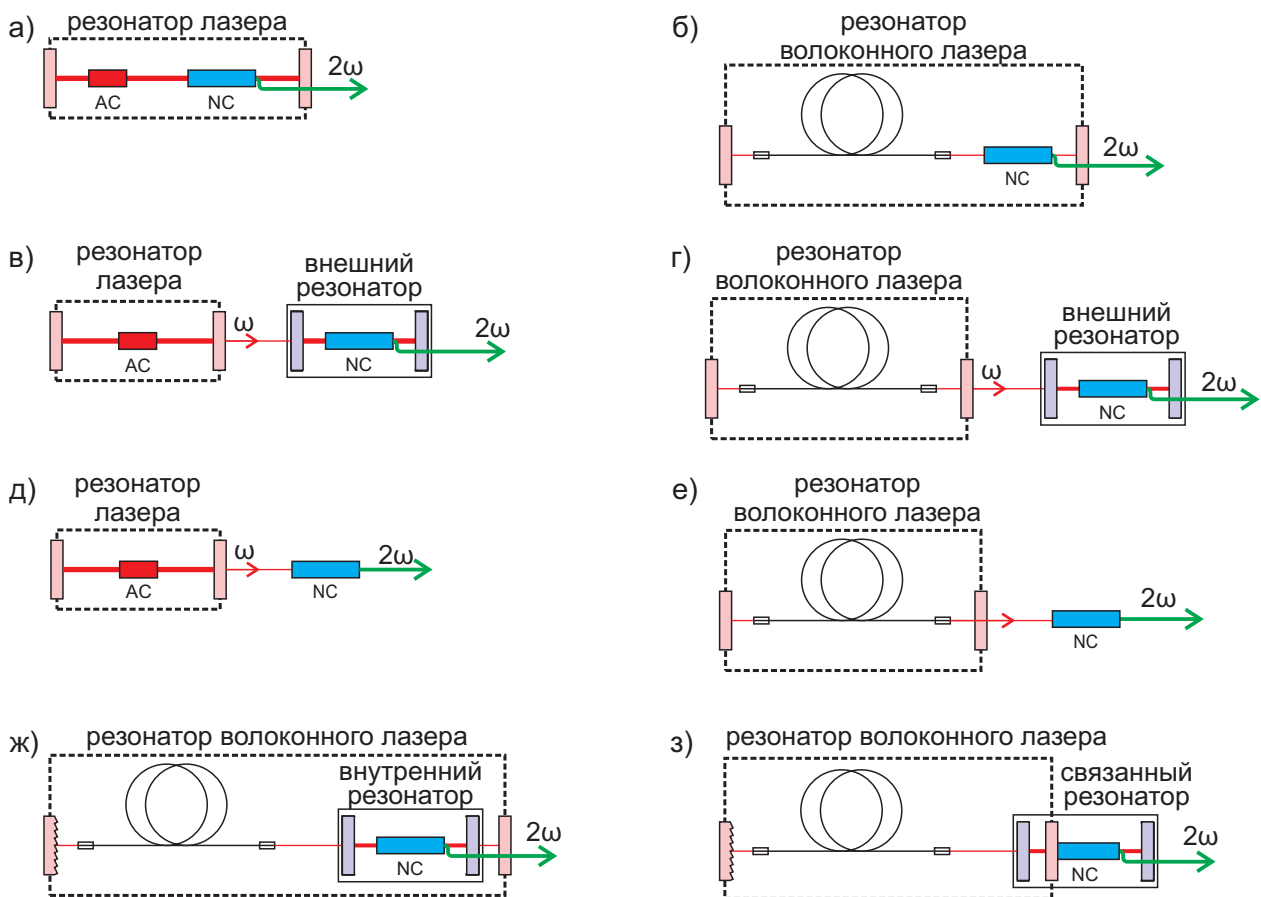 а)
резонатор лазера
AC
NC
2ω
б)
резонатор
волоконного лазера
NC
2ω
в)
резонатор
лазера
AC
ω
внешний
резонатор
NC
2ω
г)
резонатор
волоконного лазера
ω
внешний
резонатор
NC
2ω
д)
резонатор
лазера
AC
ω
NC
2ω
е)
резонатор
волоконного лазера
NC
2ω
ж)
резонатор волоконного лазера
внутренний
резонатор
NC
2ω
з)
резонатор волоконного лазера
связанный
резонатор
NC
2ω